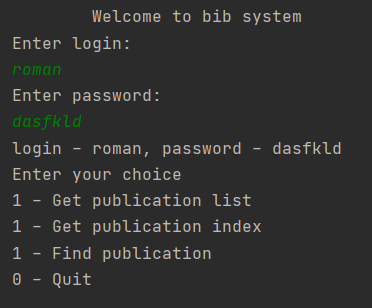 Welcome to bib system
Enter login:
roman
Enter password:
dasfkld
login – roman, password – dasfkld
Enter your choice
1 – Get publication list
1 – Get publication index
1 – Find publication
0 – Quit